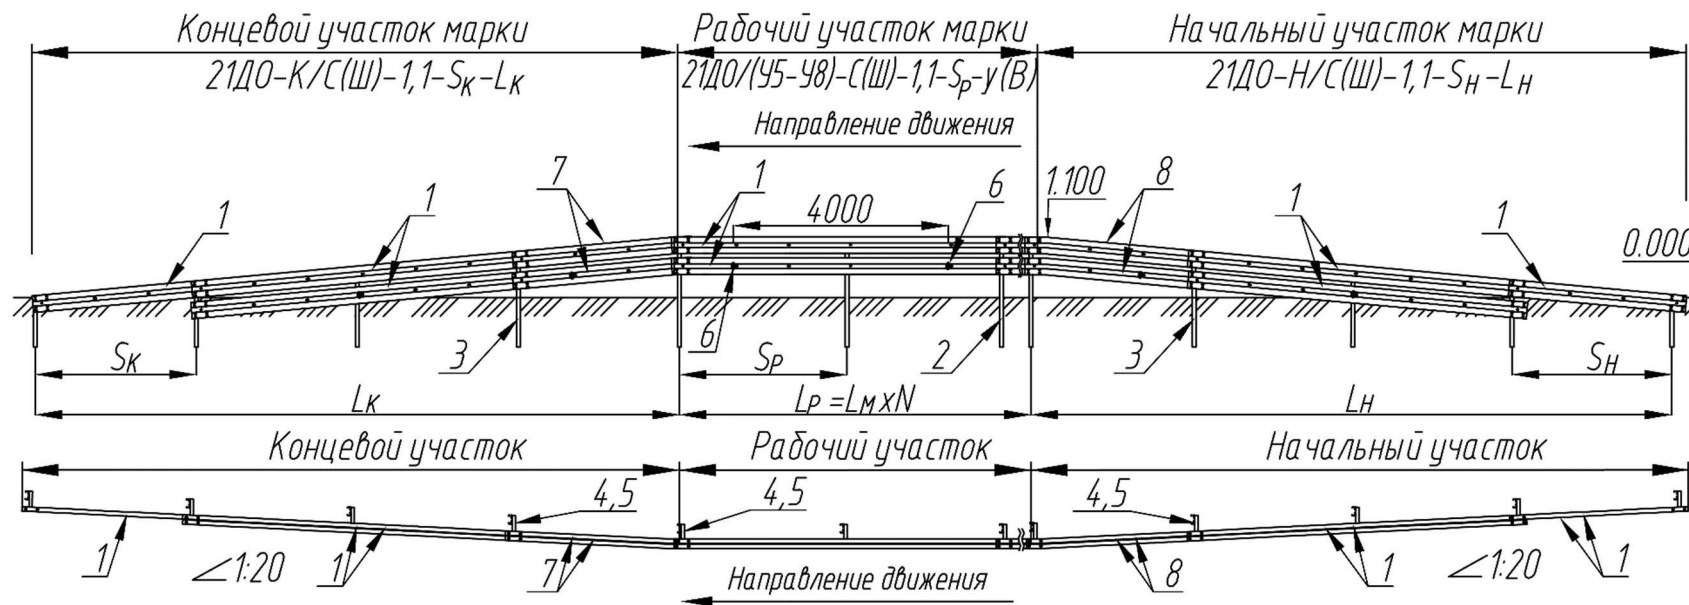 Концевой участок марки
21ДО-К/С(Ш)-1,1-Sк-Lк
Рабочий участок марки
21ДО/(У5-У8)-С(Ш)-1,1-Sр-у(В)
Начальный участок марки
21ДО-Н/С(Ш)-1,1-Sн-Lн
Направление движения
1
1
7
1
4000
6
1.100
8
1
1
0.000
Sк
3
6
Sр
2
3
Sн
Lк
Lр =Lм х N
Lн
Концевой участок
Рабочий участок
Начальный участок
4,5
4,5
4,5
1
∠1:20
1
7
Направление движения
8
1
∠1:20
1